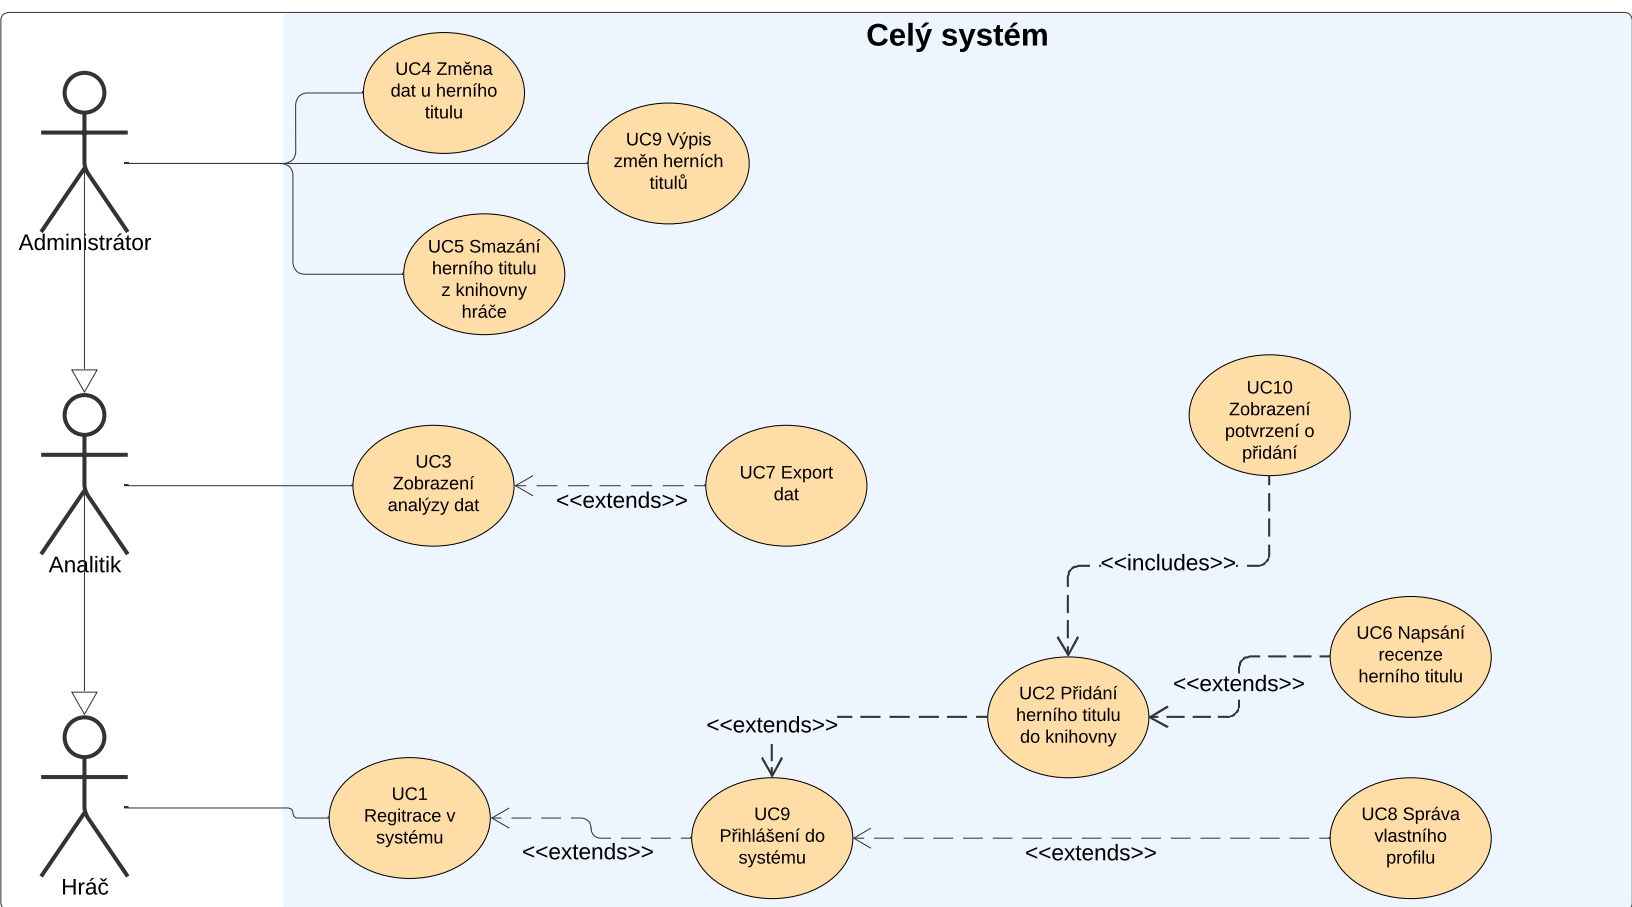 Celý systém
UC4 Změna
dat u herního
titulu
UC9 Výpis
změn herních
titulů
Administrátor
UC5 Smazání
herního titulu
z knihovny
hráče
UC10
Zobrazení
potvrzení o
přidání
UC3
Zobrazení
analýzy dat
<<extends>>
UC7 Export
dat
Analitik
<<includes>>
UC6 Napsání
recenze
herního titulu
<<extends>>
UC2 Přidání
herního titulu
do knihovny
<<extends>>
UC1
Regitrace v
systému
<<extends>>
UC9
Přihlášení do
systému
<<extends>>
UC8 Správa
vlastního
profilu
Hráč